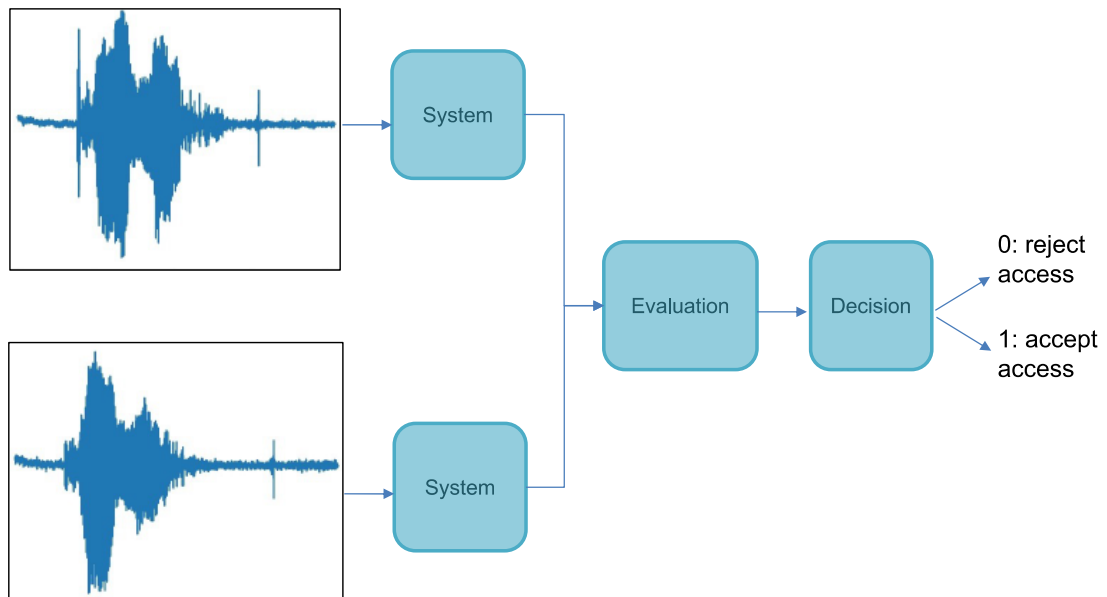 System
Evaluation
Decision
0: reject
access
1: accept
access
System